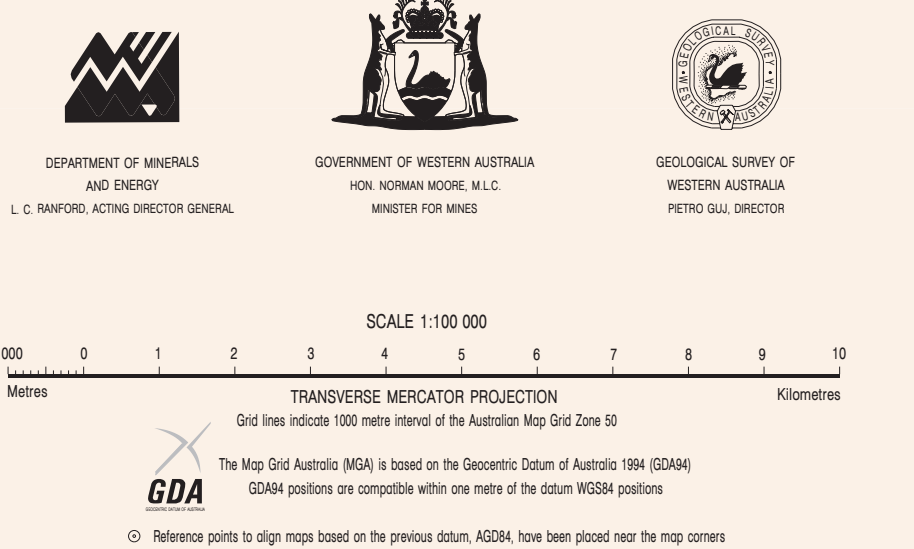 GEOLOGICAL SURVEY
WESTERN AUSTRALIA
DEPARTMENT OF MINERALS
AND ENERGY
L. C. RANFORD, ACTING DIRECTOR GENERAL
GOVERNMENT OF WESTERN AUSTRALIA
HON. NORMAN MOORE, M.L.C.
MINISTER FOR MINES
GEOLOGICAL SURVEY OF
WESTERN AUSTRALIA
PIETRO GUJ, DIRECTOR
SCALE 1:100 000
000 0 1 2 3 4 5 6 7 8 9 10
Metres
Kilometres
TRANSVERSE MERCATOR PROJECTION
Grid lines indicate 1000 metre interval of the Australian Map Grid Zone 50
GDA
GEOCENTRIC DATUM OF AUSTRALIA
The Map Grid Australia (MGA) is based on the Geocentric Datum of Australia 1994 (GDA94)
GDA94 positions are compatible within one metre of the datum WGS84 positions
Reference points to align maps based on the previous datum, AGD84, have been placed near the map corners